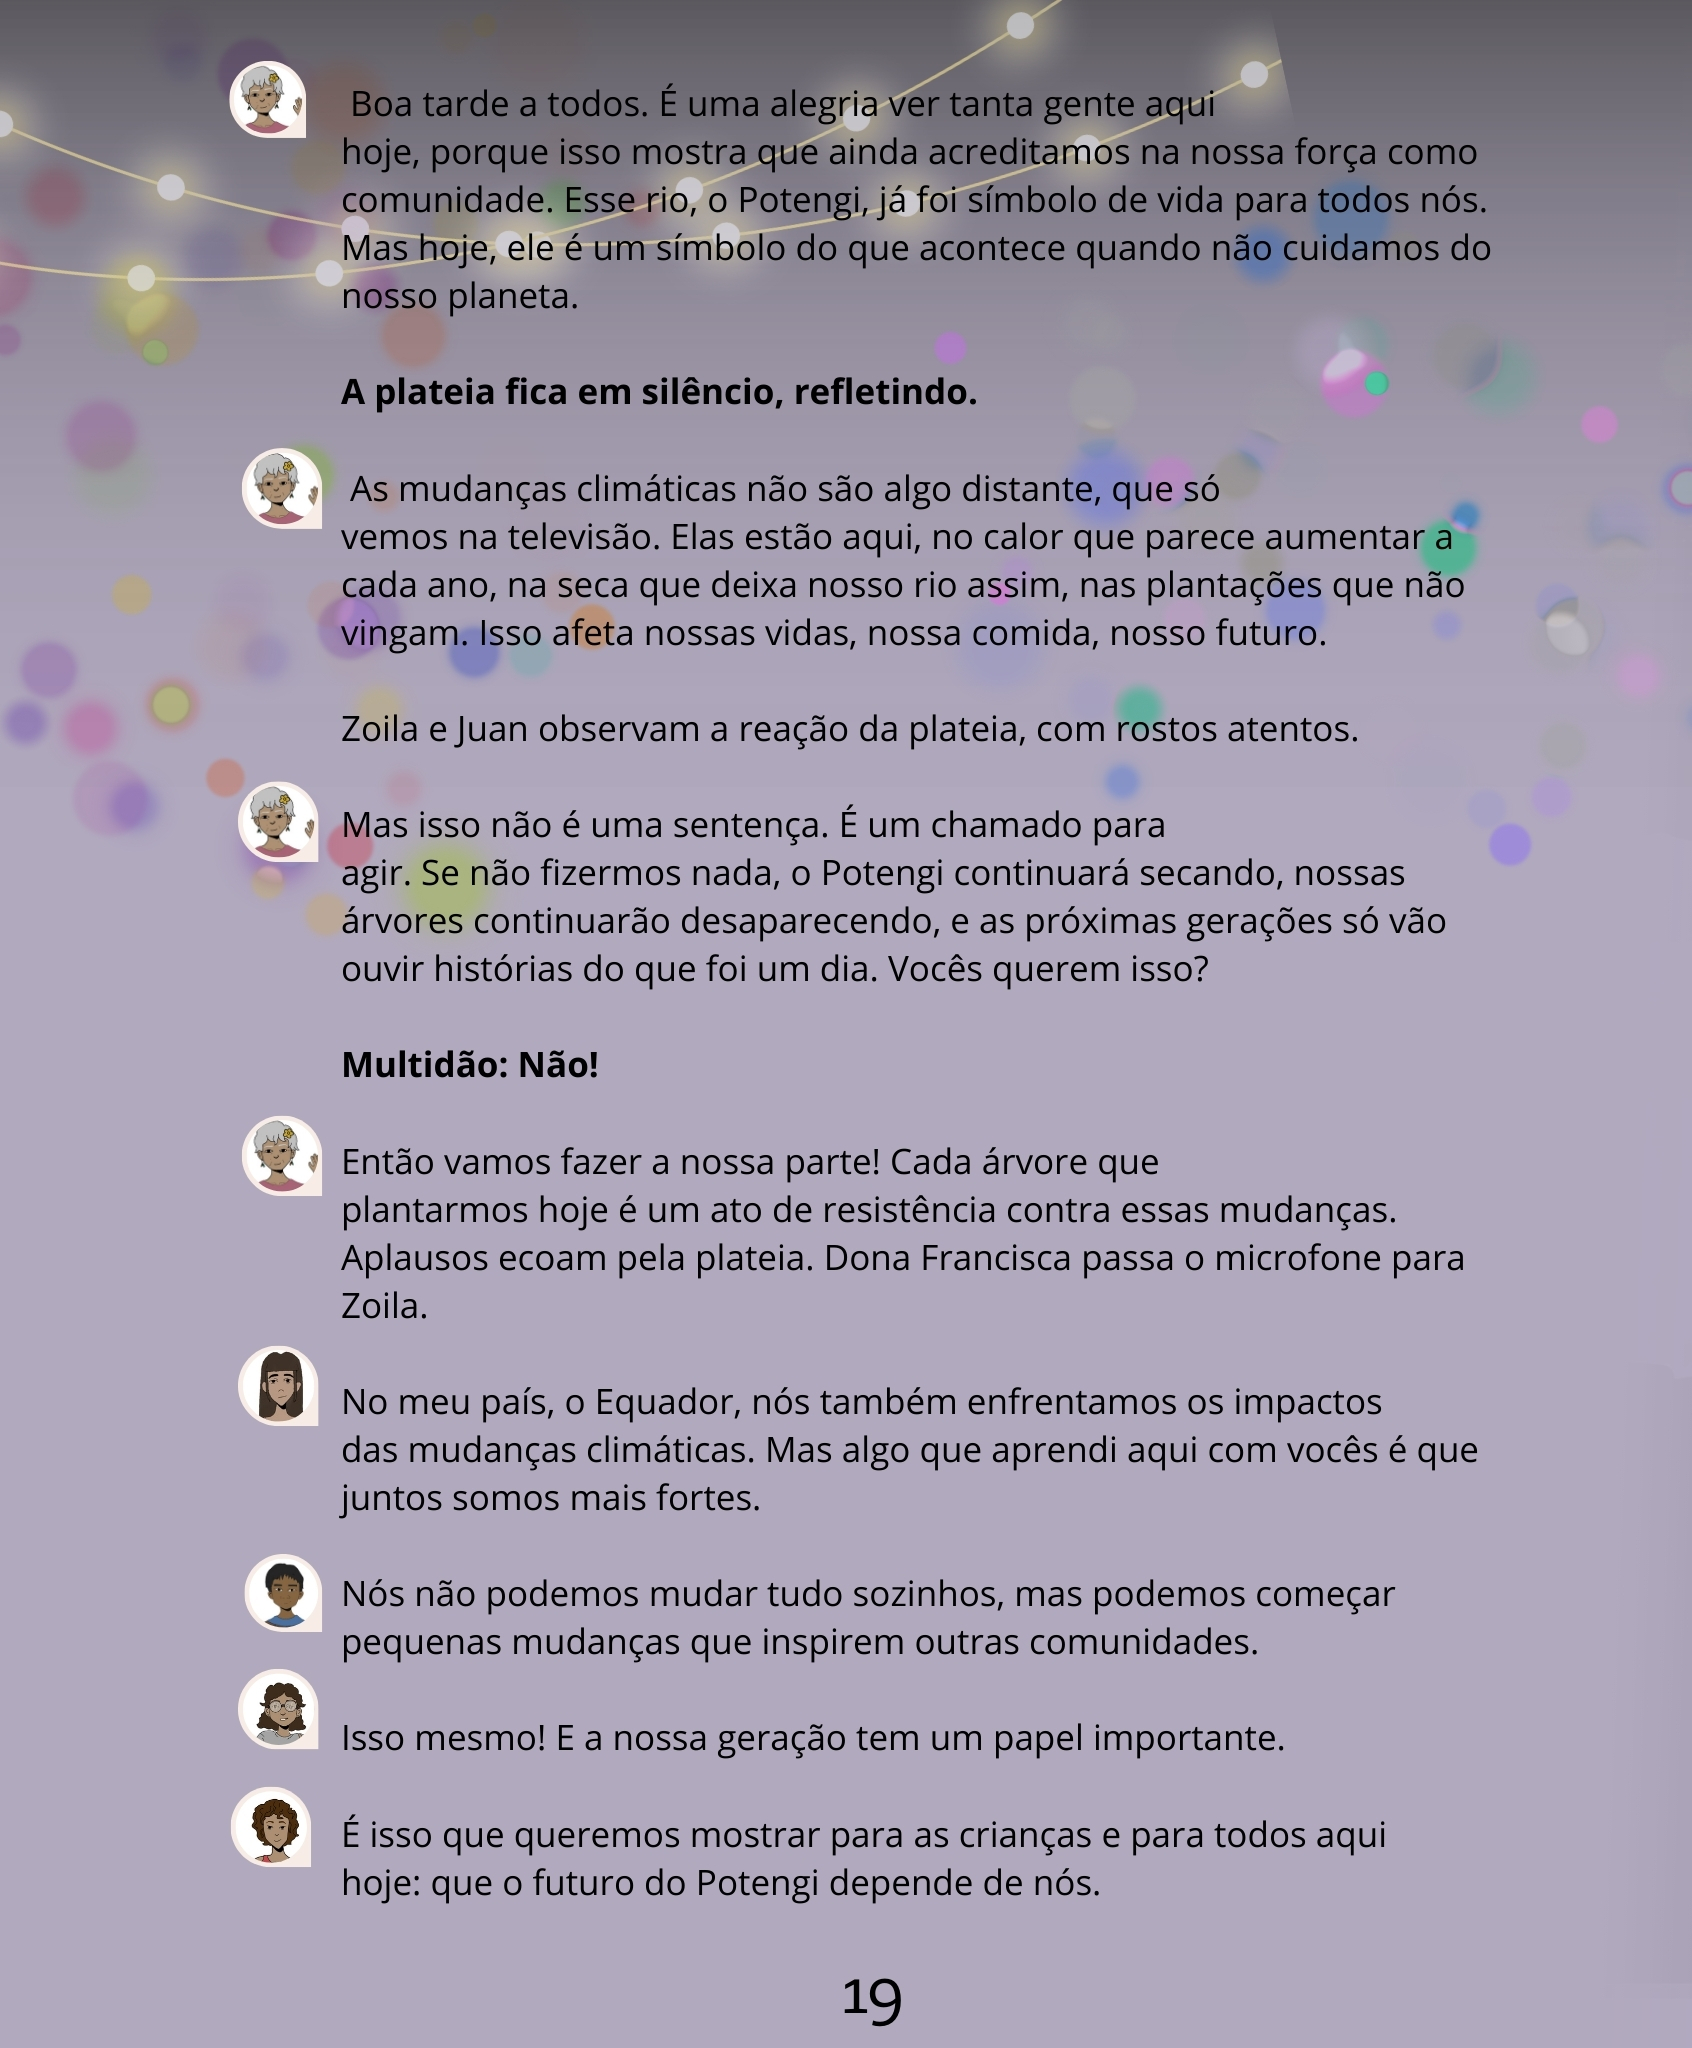 Boa tarde a todos. É uma alegria ver tanta gente aqui
hoje, porque isso mostra que ainda acreditamos na nossa força como
comunidade. Esse rio, o Potengi, já foi símbolo de vida para todos nós.
Mas hoje, ele é um símbolo do que acontece quando não cuidamos do
nosso planeta.
A plateia fica em silêncio, refletindo.
As mudanças climáticas não são algo distante, que só
vemos na televisão. Elas estão aqui, no calor que parece aumentar a
cada ano, na seca que deixa nosso rio assim, nas plantações que não
vingam. Isso afeta nossas vidas, nossa comida, nosso futuro.
Zoila e Juan observam a reação da plateia, com rostos atentos.
Mas isso não é uma sentença. É um chamado para
agir. Se não fizermos nada, o Potengi continuará secando, nossas
árvores continuarão desaparecendo, e as próximas gerações só vão
ouvir histórias do que foi um dia. Vocês querem isso?
Multidão: Não!
Então vamos fazer a nossa parte! Cada árvore que
plantarmos hoje é um ato de resistência contra essas mudanças.
Aplausos ecoam pela plateia. Dona Francisca passa o microfone para
Zoila.
No meu país, o Equador, nós também enfrentamos os impactos
das mudanças climáticas. Mas algo que aprendi aqui com vocês é que
juntos somos mais fortes.
Nós não podemos mudar tudo sozinhos, mas podemos começar
pequenas mudanças que inspirem outras comunidades.
Isso mesmo! E a nossa geração tem um papel importante.
É isso que queremos mostrar para as crianças e para todos aqui
hoje: que o futuro do Potengi depende de nós.
19